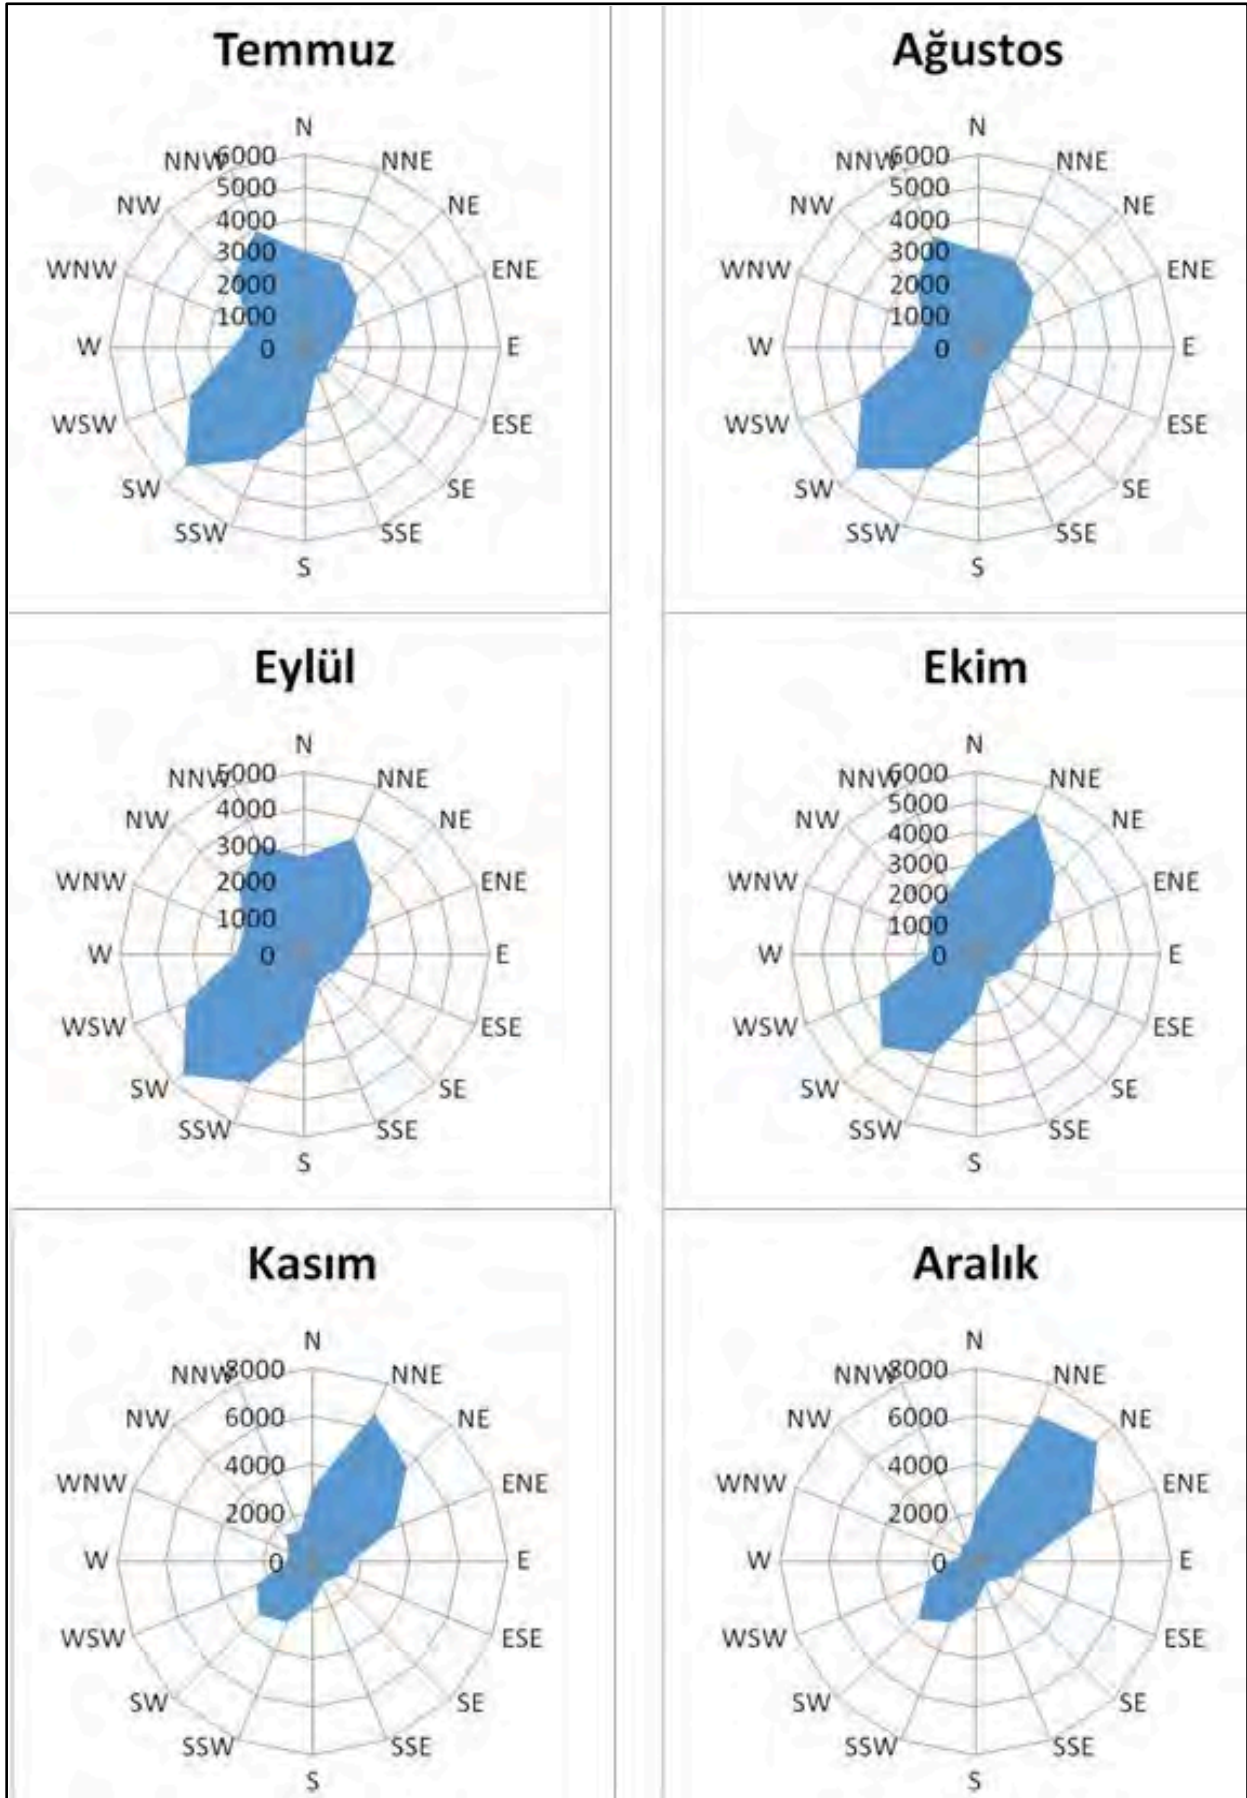 Temmuz
N
NNE
NE
ENE
E
ESE
SE
SSE
S
SSW
SW
WSW
W
WNW
NW
NNW
6000
5000
4000
3000
2000
1000
0
Ağustos
N
NNE
NE
ENE
E
ESE
SE
SSE
S
SSW
SW
WSW
W
WNW
NW
NNW
6000
5000
4000
3000
2000
1000
0
Eylül
N
NNE
NE
ENE
E
ESE
SE
SSE
S
SSW
SW
WSW
W
WNW
NW
NNW
5000
4000
3000
2000
1000
0
Ekim
N
NNE
NE
ENE
E
ESE
SE
SSE
S
SSW
SW
WSW
W
WNW
NW
NNW
6000
5000
4000
3000
2000
1000
0
Kasım
N
NNE
NE
ENE
E
ESE
SE
SSE
S
SSW
SW
WSW
W
WNW
NW
NNW
8000
6000
4000
2000
0
Aralık
N
NNE
NE
ENE
E
ESE
SE
SSE
S
SSW
SW
WSW
W
WNW
NW
NNW
8000
6000
4000
2000
0